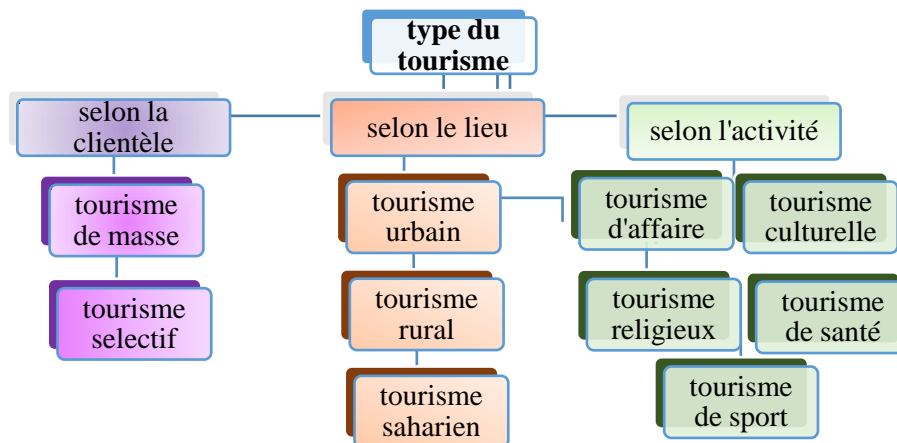 type du
tourisme
selon la
clientèle
selon le lieu
selon l'activité
tourisme
de masse
tourisme
selectif
tourisme
urbain
tourisme
rural
tourisme
saharien
tourisme
d'affaire
tourisme
culturelle
tourisme
religieux
tourisme
de santé
tourisme
de sport